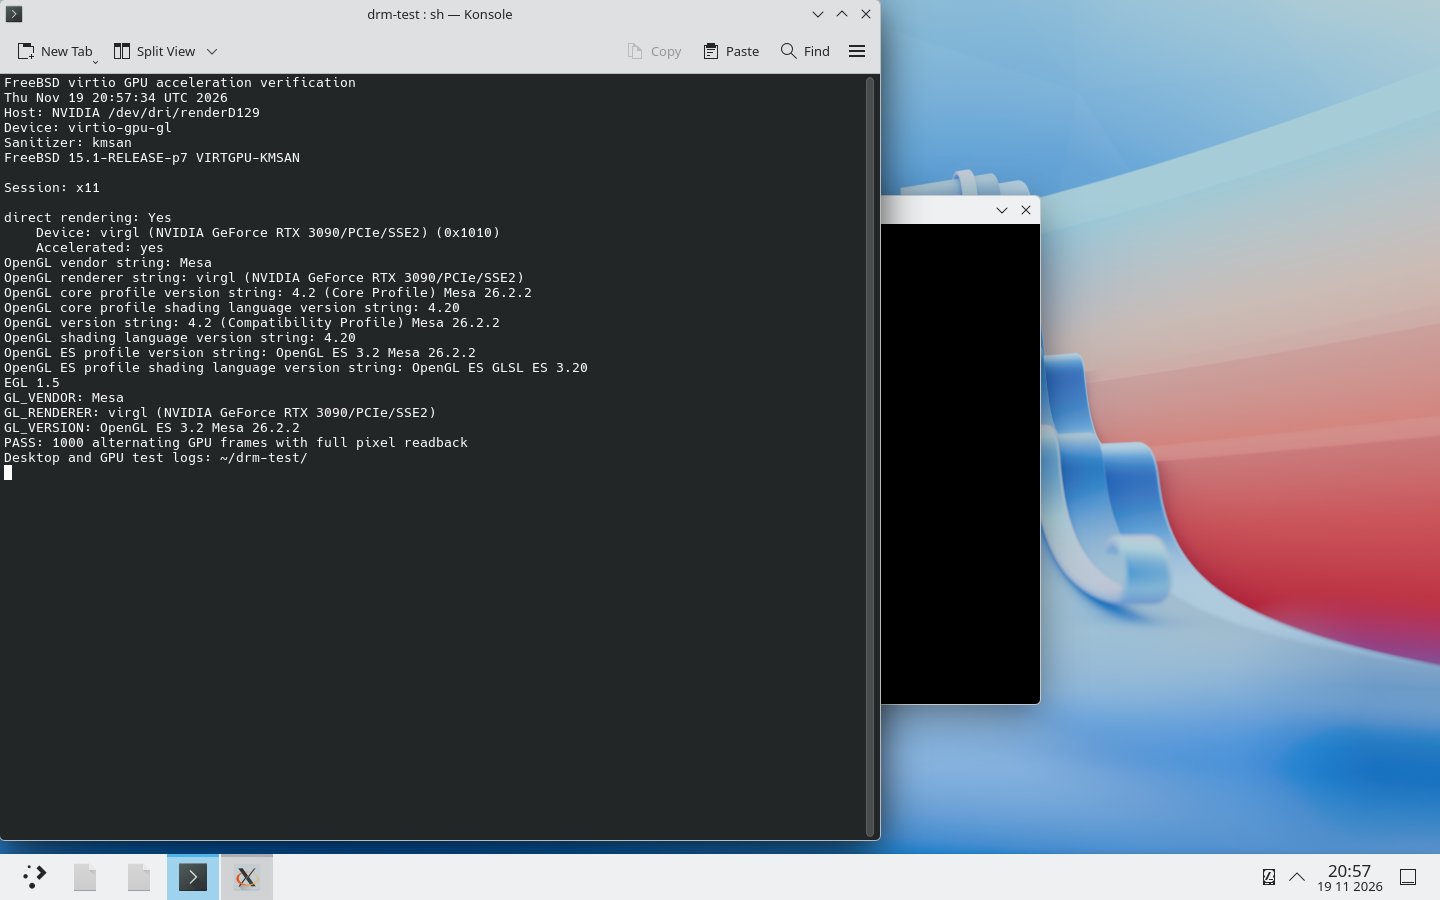 drm-test : sh — Konsole
New Tab
Split View
Copy
Paste
Find
FreeBSD virtio GPU acceleration verification
Thu Nov 19 20:57:34 UTC 2026
Host: NVIDIA /dev/dri/renderD129
Device: virtio-gpu-gl
Sanitizer: kmsan
FreeBSD 15.1-RELEASE-p7 VIRTGPU-KMSAN
Session: x11
direct rendering: Yes
Device: virgl (NVIDIA GeForce RTX 3090/PCIe/SSE2) (0x1010)
Accelerated: yes
OpenGL vendor string: Mesa
OpenGL renderer string: virgl (NVIDIA GeForce RTX 3090/PCIe/SSE2)
OpenGL core profile version string: 4.2 (Core Profile) Mesa 26.2.2
OpenGL core profile shading language version string: 4.20
OpenGL version string: 4.2 (Compatibility Profile) Mesa 26.2.2
OpenGL shading language version string: 4.20
OpenGL ES profile version string: OpenGL ES 3.2 Mesa 26.2.2
OpenGL ES profile shading language version string: OpenGL ES GLSL ES 3.20
EGL 1.5
GL_VENDOR: Mesa
GL_RENDERER: virgl (NVIDIA GeForce RTX 3090/PCIe/SSE2)
GL_VERSION: OpenGL ES 3.2 Mesa 26.2.2
PASS: 1000 alternating GPU frames with full pixel readback
Desktop and GPU test logs: ~/drm-test/
20:57
19 11 2026